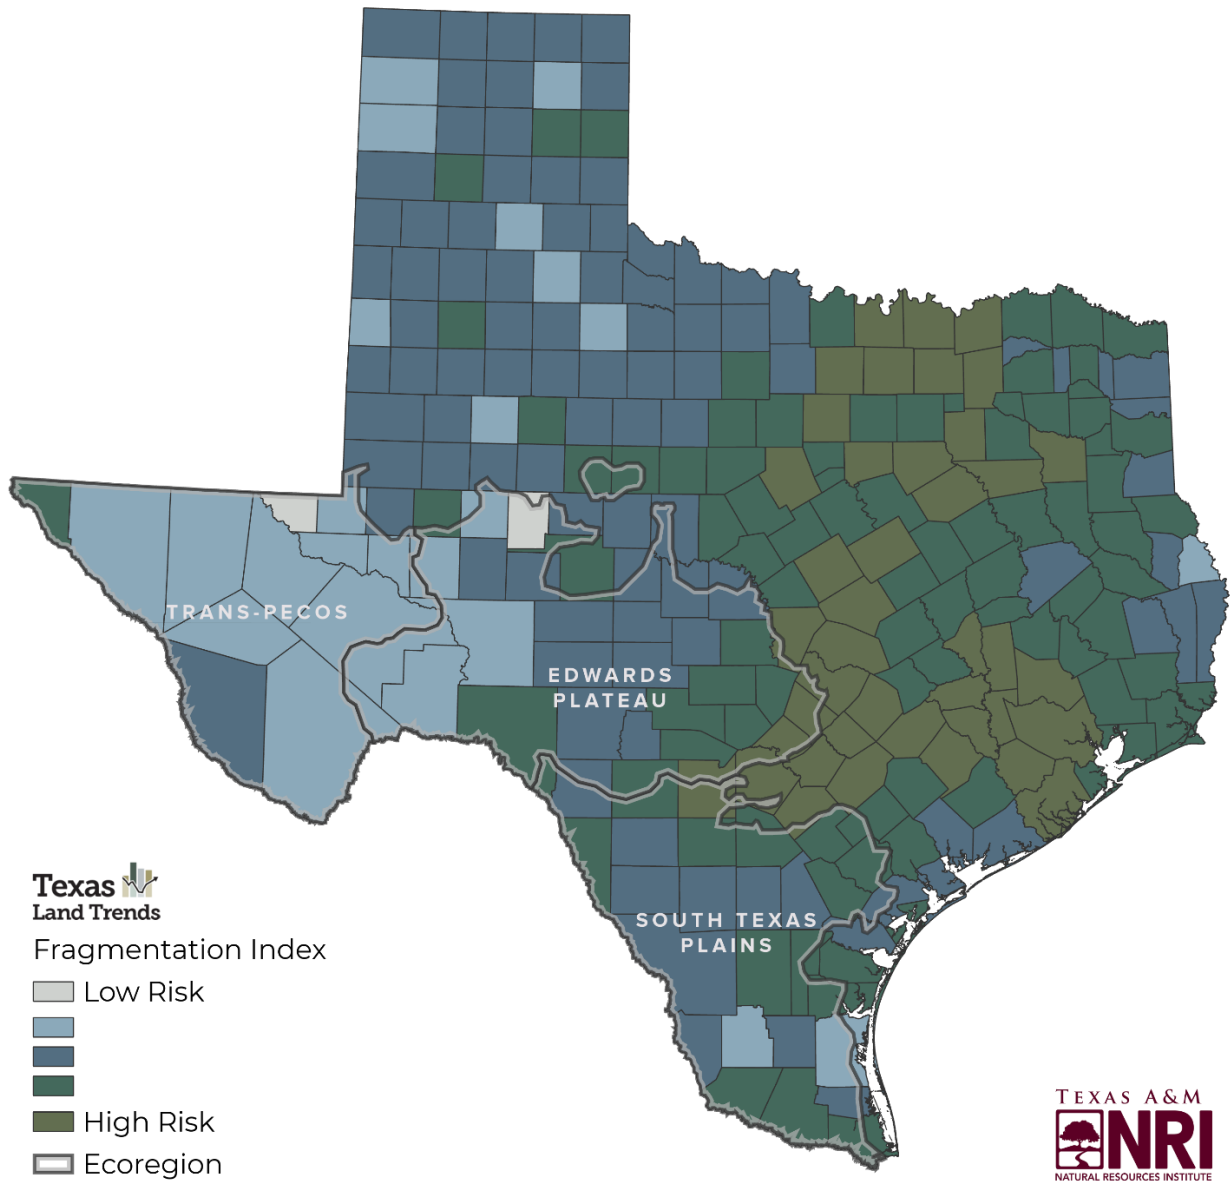 TRANS-PECOS
EDWARDS
PLATEAU
SOUTH TEXAS
PLAINS
Texas
Land Trends
Fragmentation Index
Low Risk
High Risk
Ecoregion
TEXAS A&M
NRI
NATURAL RESOURCES INSTITUTE